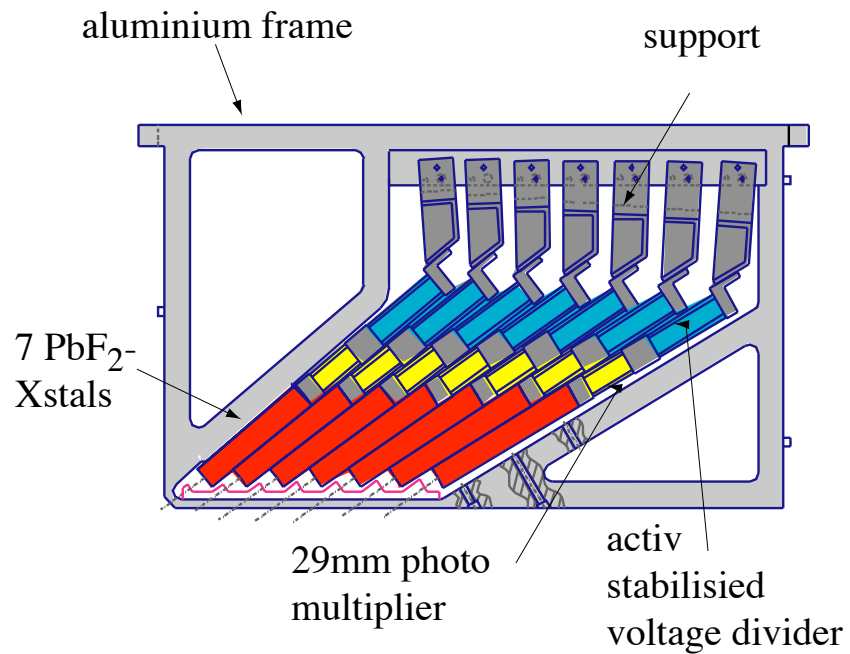 aluminium frame
support
7 PbF2-
Xstals
29mm photo
multiplier
activ
stabilisied
voltage divider